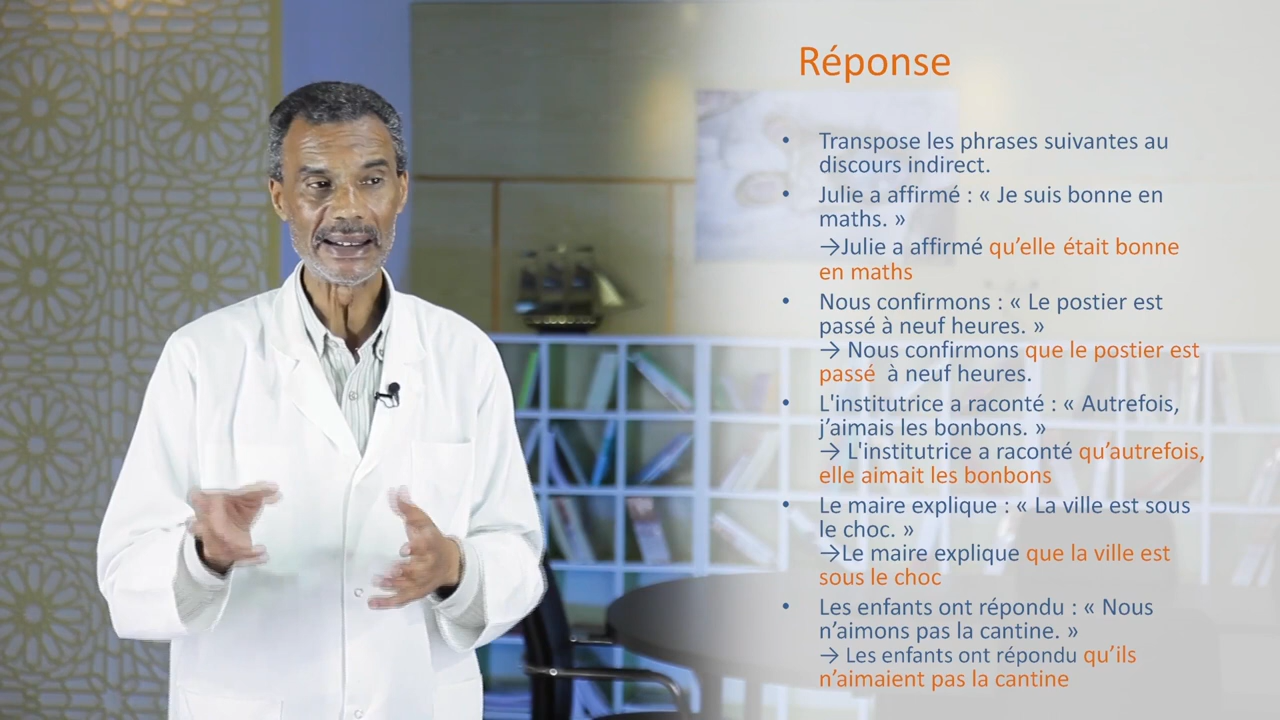 Réponse
• Transpose les phrases suivantes au
discours indirect.
• Julie a affirmé : « Je suis bonne en
maths. »
→Julie a affirmé qu’elle était bonne
en maths
• Nous confirmons : « Le postier est
passé à neuf heures. »
→ Nous confirmons que le postier est
passé à neuf heures.
• L'institutrice a raconté : « Autrefois,
j’aimais les bonbons. »
→ L'institutrice a raconté qu’autrefois,
elle aimait les bonbons
• Le maire explique : « La ville est sous
le choc. »
→Le maire explique que la ville est
sous le choc
• Les enfants ont répondu : « Nous
n’aimons pas la cantine. »
→ Les enfants ont répondu qu’ils
n’aimaient pas la cantine